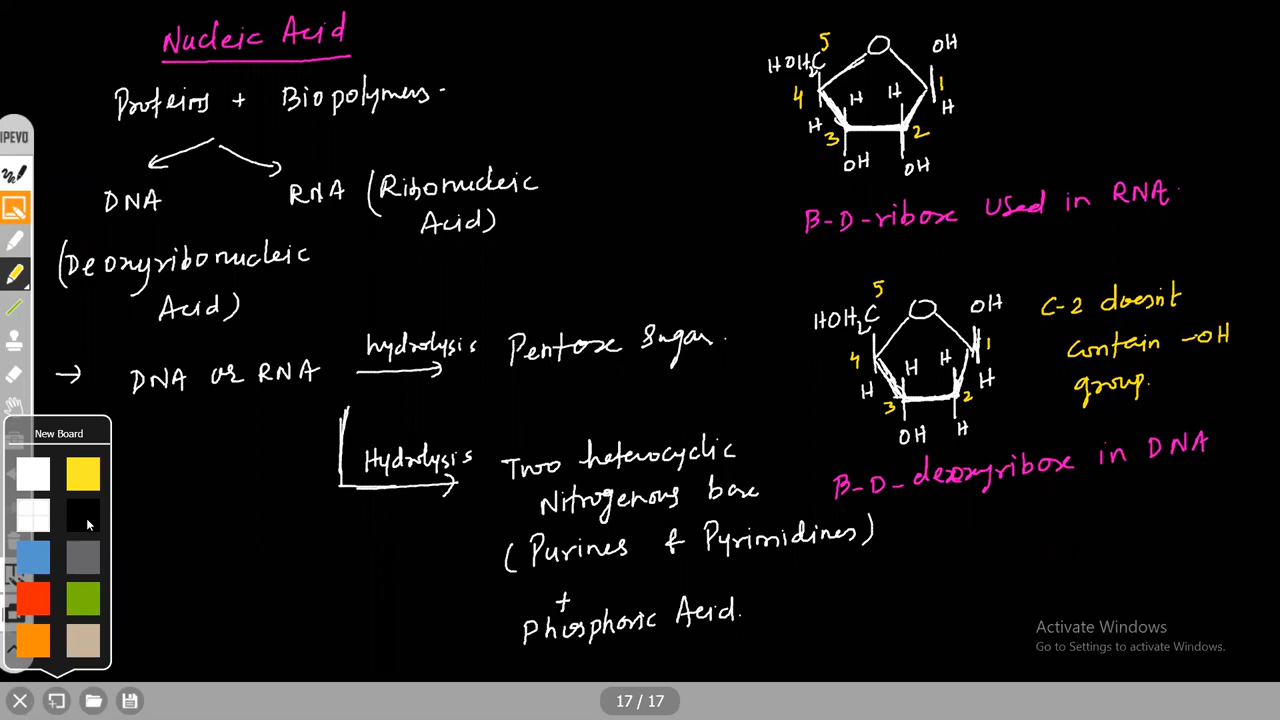 Nucleic Acid
Proteins + Biopolymers.
DNA
RNA (Ribonucleic
Acid)
(Deoxyribonucleic
Acid)
→ DNA or RNA
hydrolysis
Pentose Sugar.
Hydrolysis
Two heterocyclic
Nitrogenous base
(Purines & Pyrimidines)
+
Phosphoric Acid.
5
HOH2C
O
OH
4
1
H
H
H
H
3
2
OH
OH
B-D-ribose used in RNA.
5
HOH2C
O
OH
4
1
H
H
H
H
3
2
OH
H
C-2 doesn't
contain -OH
group.
B-D-deoxyribose in DNA
IPEVO
New Board
Activate Windows
Go to Settings to activate Windows.
17 / 17